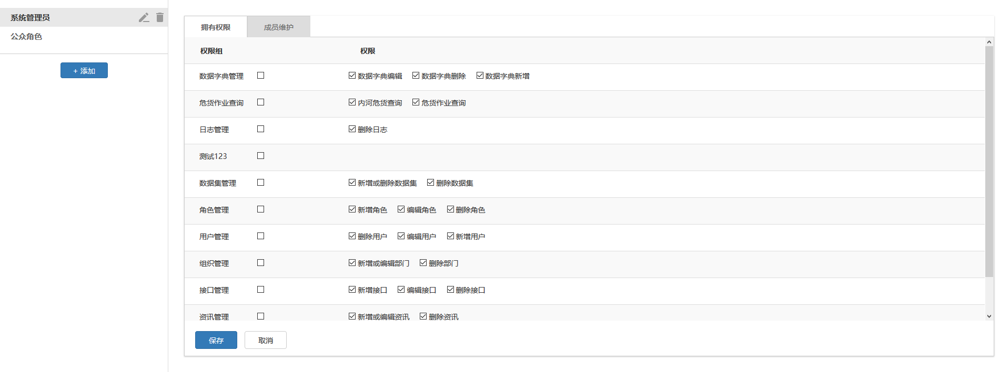 系统管理员
公众角色
+ 添加
拥有权限 成员维护
权限组 权限
数据字典管理 数据字典编辑 数据字典删除 数据字典新增
危货作业查询 内河危货查询 危货作业查询
日志管理 删除日志
测试123
数据集管理 新增或删除数据集 删除数据集
角色管理 新增角色 编辑角色 删除角色
用户管理 删除用户 编辑用户 新增用户
组织管理 新增或编辑部门 删除部门
接口管理 新增接口 编辑接口 删除接口
资讯管理 新增或编辑资讯 删除资讯
保存 取消